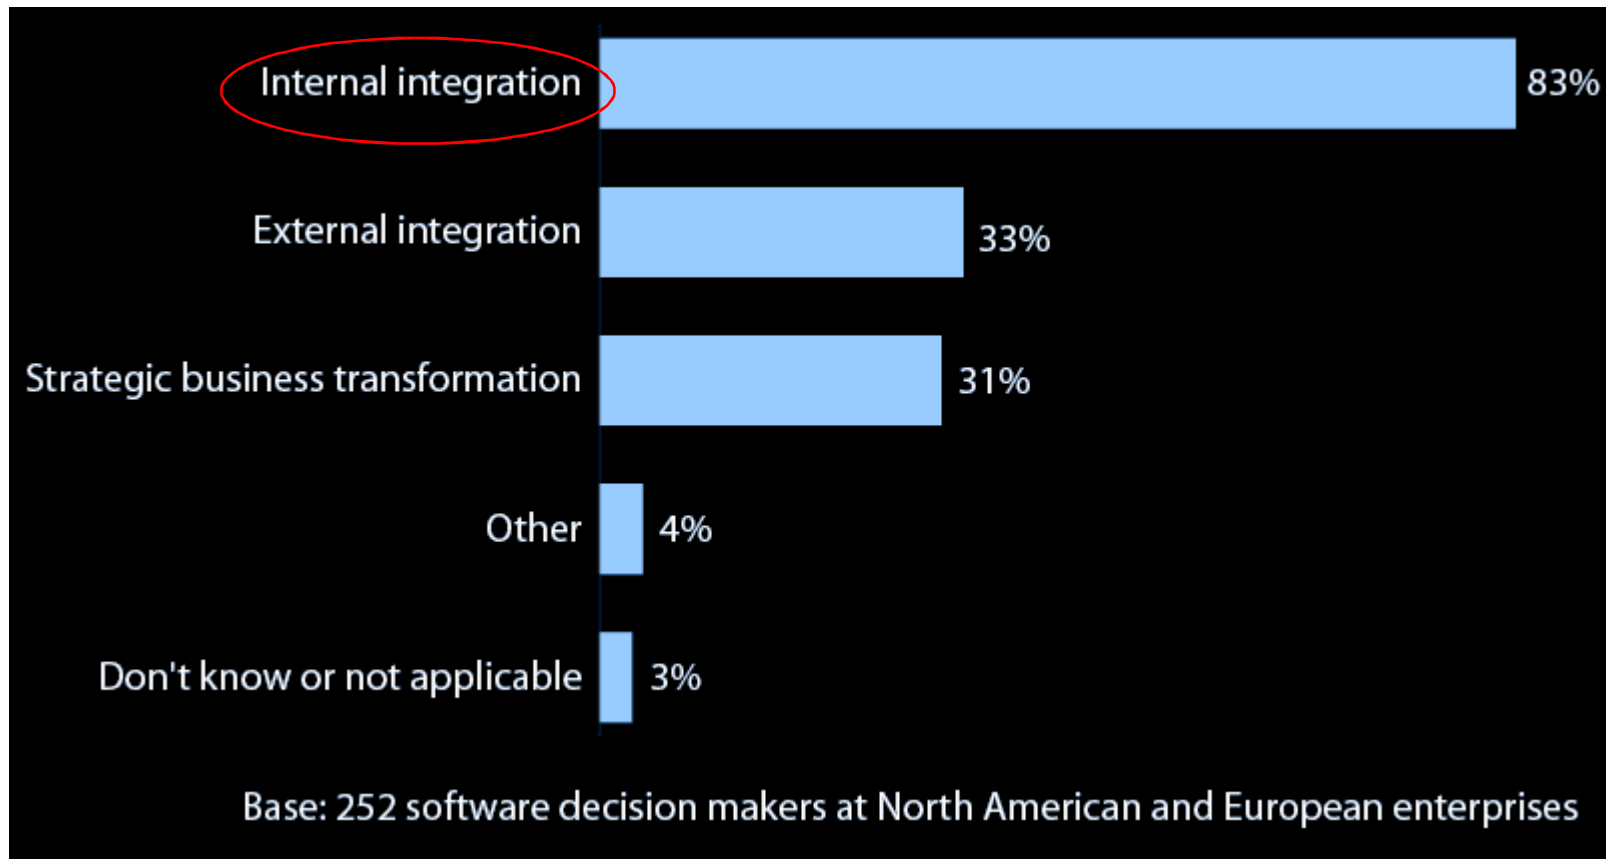 Internal integration 83%
External integration 33%
Strategic business transformation 31%
Other 4%
Don't know or not applicable 3%
Base: 252 software decision makers at North American and European enterprises